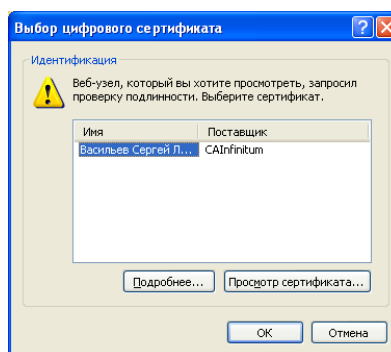 Выбор цифрового сертификата
Идентификация
Веб-узел, который вы хотите просмотреть, запросил
проверку подлинности. Выберите сертификат.
Имя Поставщик
Васильев Сергей Л... CAInfinitum
Подробнее... Просмотр сертификата...
ОК Отмена